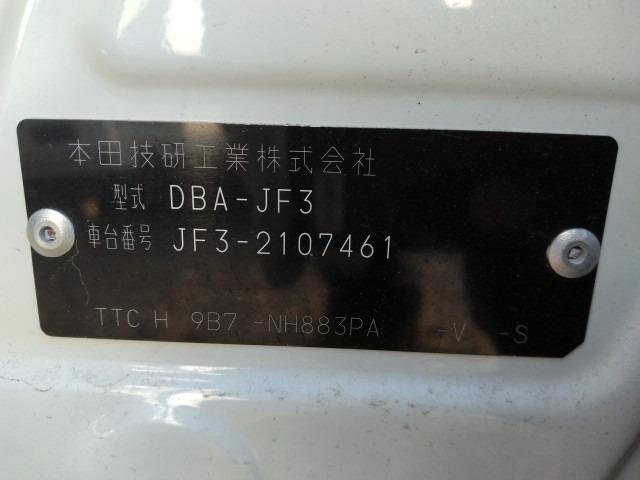 本田技研工業株式会社
型式 DBA-JF3
車台番号 JF3-2107461
TTC H 9B7 -NH883PA -V -S